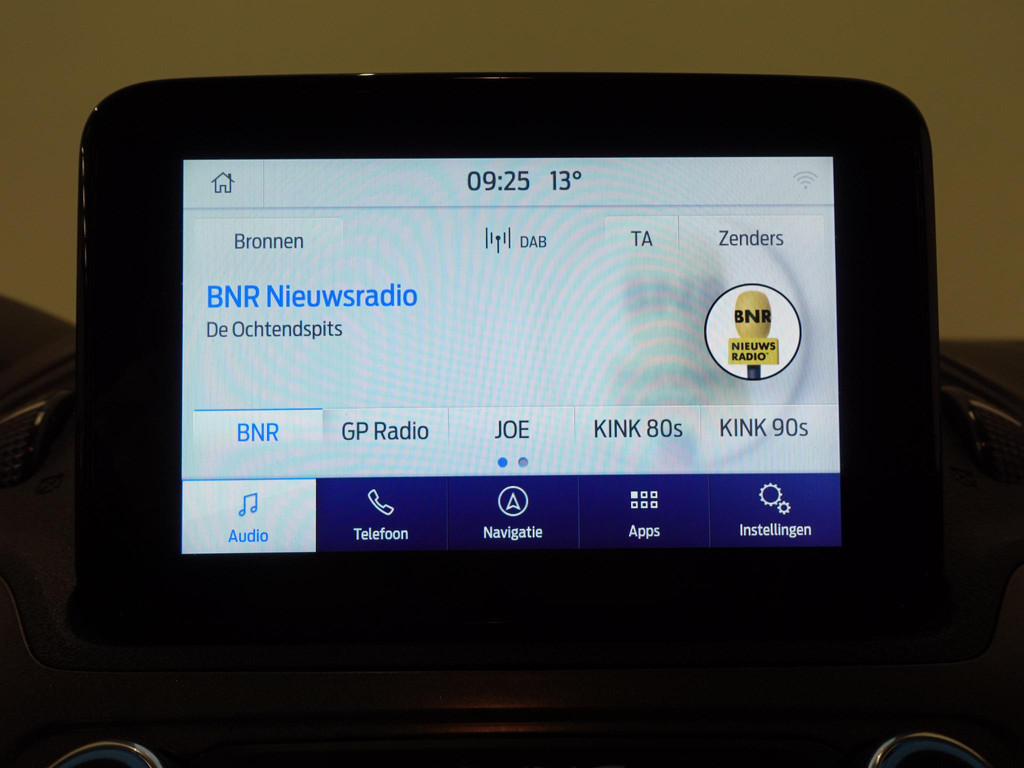 09:25 13°
Bronnen
DAB
TA
Zenders
BNR Nieuwsradio
De Ochtendspits
BNR
NIEUWS
RADIO
BNR
GP Radio
JOE
KINK 80s
KINK 90s
Audio
Telefoon
Navigatie
Apps
Instellingen